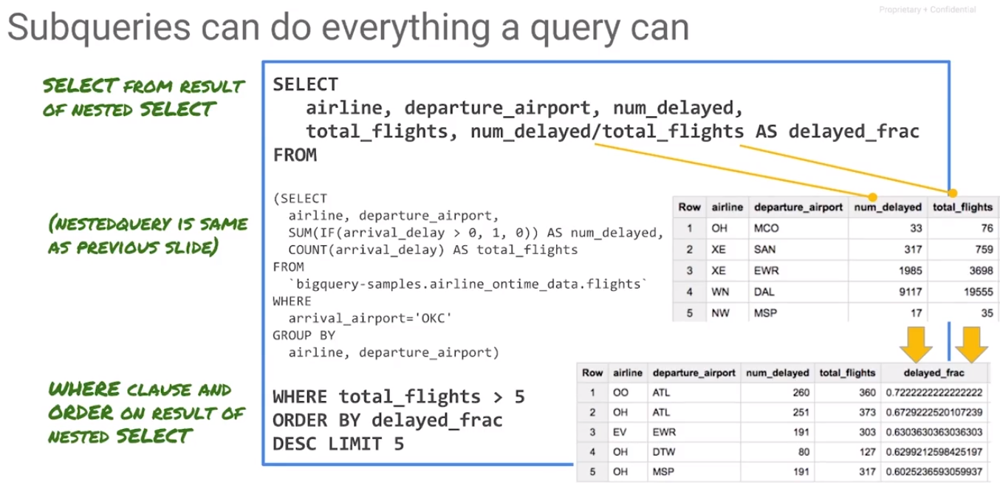 Proprietary + Confidential
Subqueries can do everything a query can
SELECT FROM RESULT
OF NESTED SELECT
SELECT
airline, departure_airport, num_delayed,
total_flights, num_delayed/total_flights AS delayed_frac
FROM
(NESTEDQUERY IS SAME
AS PREVIOUS SLIDE)
(SELECT
airline, departure_airport,
SUM(IF(arrival_delay > 0, 1, 0)) AS num_delayed,
COUNT(arrival_delay) AS total_flights
FROM
`bigquery-samples.airline_ontime_data.flights`
WHERE
arrival_airport='OKC'
GROUP BY
airline, departure_airport)
Row airline departure_airport num_delayed total_flights
1 OH MCO 33 76
2 XE SAN 317 759
3 XE EWR 1985 3698
4 WN DAL 9117 19555
5 NW MSP 17 35
WHERE CLAUSE AND
ORDER ON RESULT OF
NESTED SELECT
WHERE total_flights > 5
ORDER BY delayed_frac
DESC LIMIT 5
Row airline departure_airport num_delayed total_flights delayed_frac
1 OO ATL 260 360 0.7222222222222222
2 OH ATL 251 373 0.6729222520107239
3 EV EWR 191 303 0.6303630363036303
4 OH DTW 80 127 0.6299212598425197
5 OH MSP 191 317 0.6025236593059937